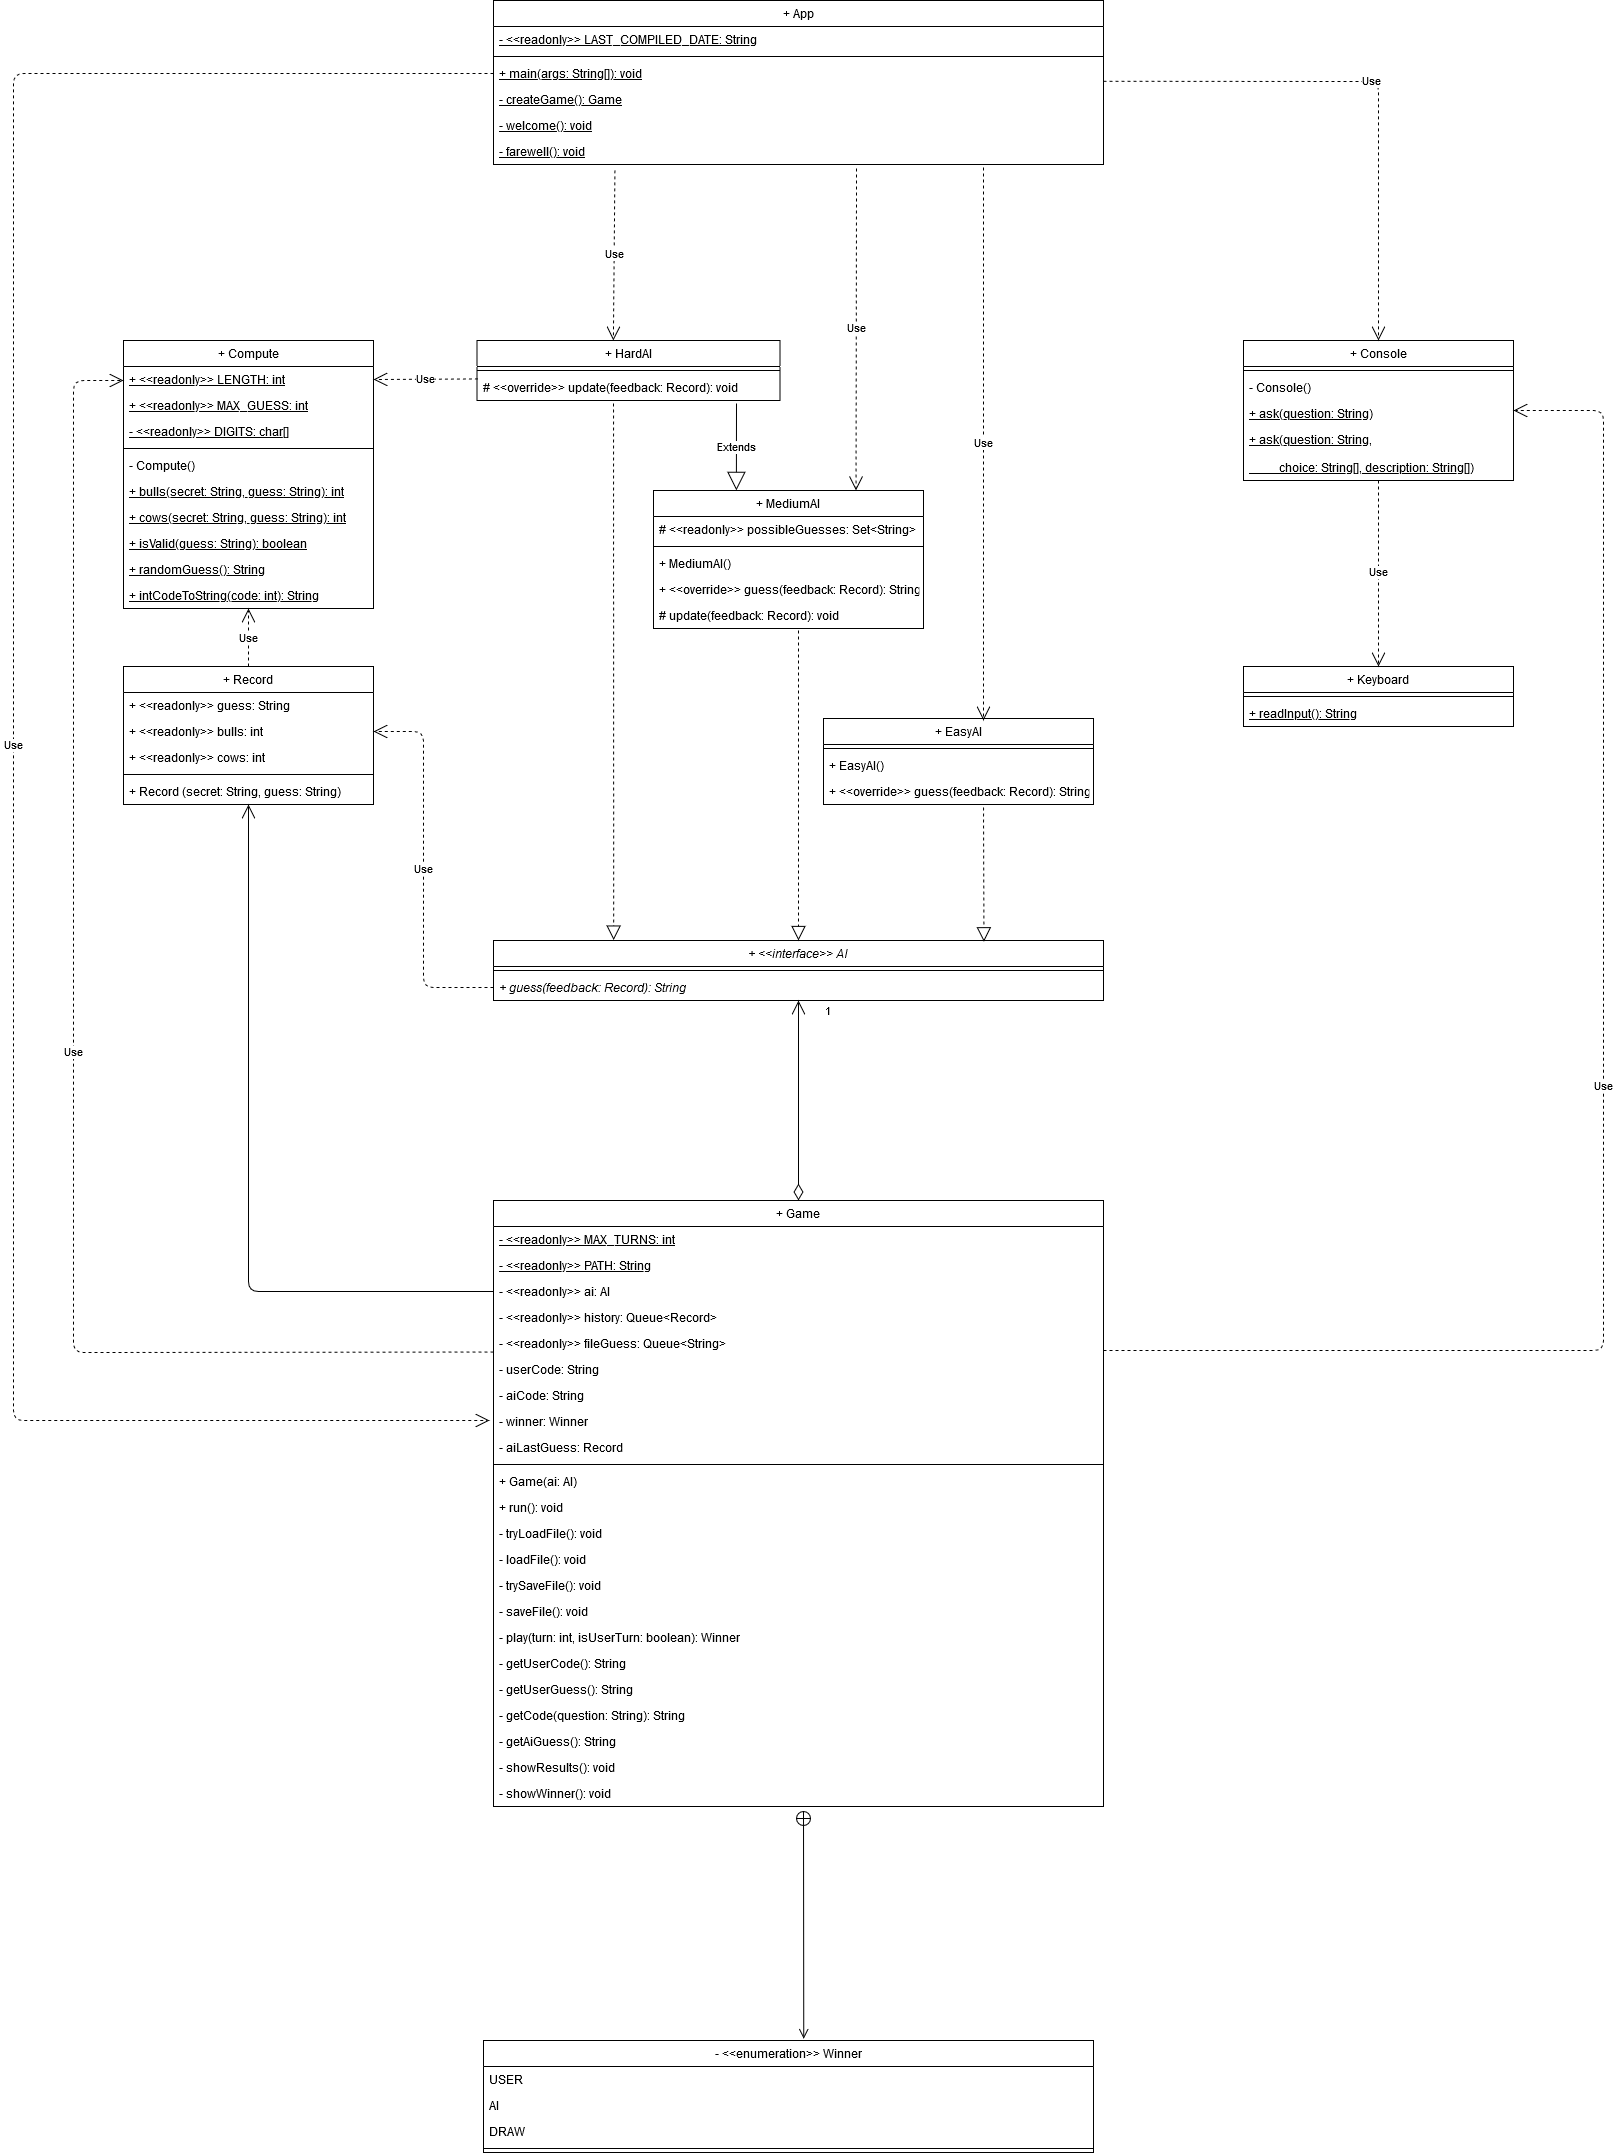 + App
- <<readonly>> LAST_COMPILED_DATE: String
+ main(args: String[]): void
- createGame(): Game
- welcome(): void
- farewell(): void
Use
Use
Use
Use
Use
Use
+ Compute
+ <<readonly>> LENGTH: int
+ <<readonly>> MAX_GUESS: int
- <<readonly>> DIGITS: char[]
- Compute()
+ bulls(secret: String, guess: String): int
+ cows(secret: String, guess: String): int
+ isValid(guess: String): boolean
+ randomGuess(): String
+ intCodeToString(code: int): String
Use
+ HardAI
# <<override>> update(feedback: Record): void
Extends
+ MediumAI
# <<readonly>> possibleGuesses: Set<String>
+ MediumAI()
+ <<override>> guess(feedback: Record): String
# update(feedback: Record): void
+ Console
- Console()
+ ask(question: String)
+ ask(question: String,
choice: String[], description: String[])
Use
+ Keyboard
+ readInput(): String
+ Record
+ <<readonly>> guess: String
+ <<readonly>> bulls: int
+ <<readonly>> cows: int
+ Record (secret: String, guess: String)
+ EasyAI
+ EasyAI()
+ <<override>> guess(feedback: Record): String
Use
+ <<interface>> AI
+ guess(feedback: Record): String
1
Use
Use
+ Game
- <<readonly>> MAX_TURNS: int
- <<readonly>> PATH: String
- <<readonly>> ai: AI
- <<readonly>> history: Queue<Record>
- <<readonly>> fileGuess: Queue<String>
- userCode: String
- aiCode: String
- winner: Winner
- aiLastGuess: Record
+ Game(ai: AI)
+ run(): void
- tryLoadFile(): void
- loadFile(): void
- trySaveFile(): void
- saveFile(): void
- play(turn: int, isUserTurn: boolean): Winner
- getUserCode(): String
- getUserGuess(): String
- getCode(question: String): String
- getAiGuess(): String
- showResults(): void
- showWinner(): void
- <<enumeration>> Winner
USER
AI
DRAW